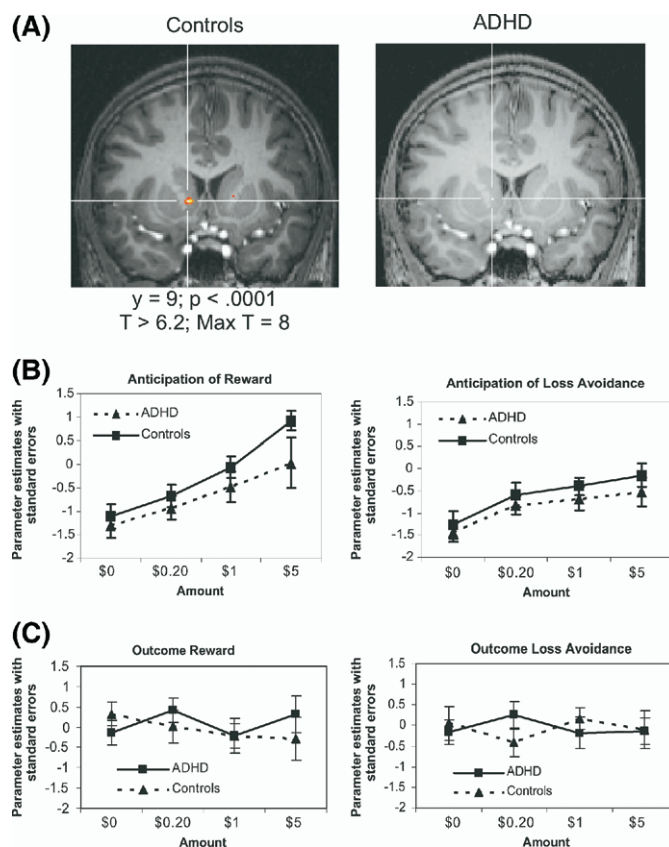 (A)
Controls
ADHD
y = 9; p < .0001
T > 6.2; Max T = 8
(B)
Anticipation of Reward
Parameter estimates with
standard errors
1.5
1
0.5
0
-0.5
-1
-1.5
-2
ADHD
Controls
$0
$0.20
$1
$5
Amount
Anticipation of Loss Avoidance
Parameter estimates with
standard errors
1.5
1
0.5
0
-0.5
-1
-1.5
-2
ADHD
Controls
$0
$0.20
$1
$5
Amount
(C)
Outcome Reward
Parameter estimates with
standard errors
1.5
1
0.5
0
-0.5
-1
-1.5
-2
ADHD
Controls
$0
$0.20
$1
$5
Amount
Outcome Loss Avoidance
Parameter estimates with
standard errors
1.5
1
0.5
0
-0.5
-1
-1.5
-2
ADHD
Controls
$0
$0.20
$1
$5
Amount